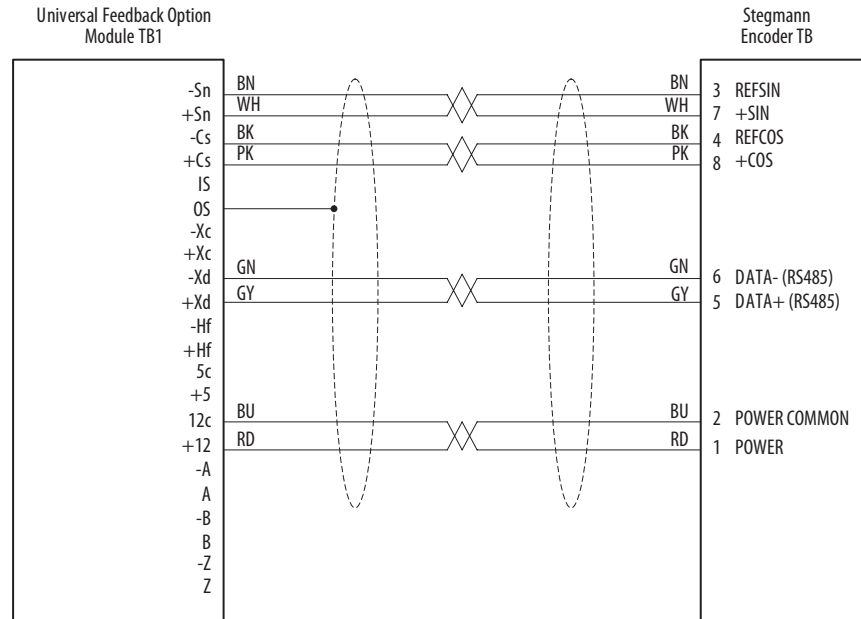 Universal Feedback Option
Module TB1
Stegmann
Encoder TB
-Sn BN BN 3 REFSIN
+Sn WH WH 7 +SIN
-Cs BK BK 4 REFCOS
+Cs PK PK 8 +COS
IS
OS
-Xc
+Xc
-Xd GN GN 6 DATA- (RS485)
+Xd GY GY 5 DATA+ (RS485)
-Hf
+Hf
5c
+5
12c BU BU 2 POWER COMMON
+12 RD RD 1 POWER
-A
A
-B
B
-Z
Z